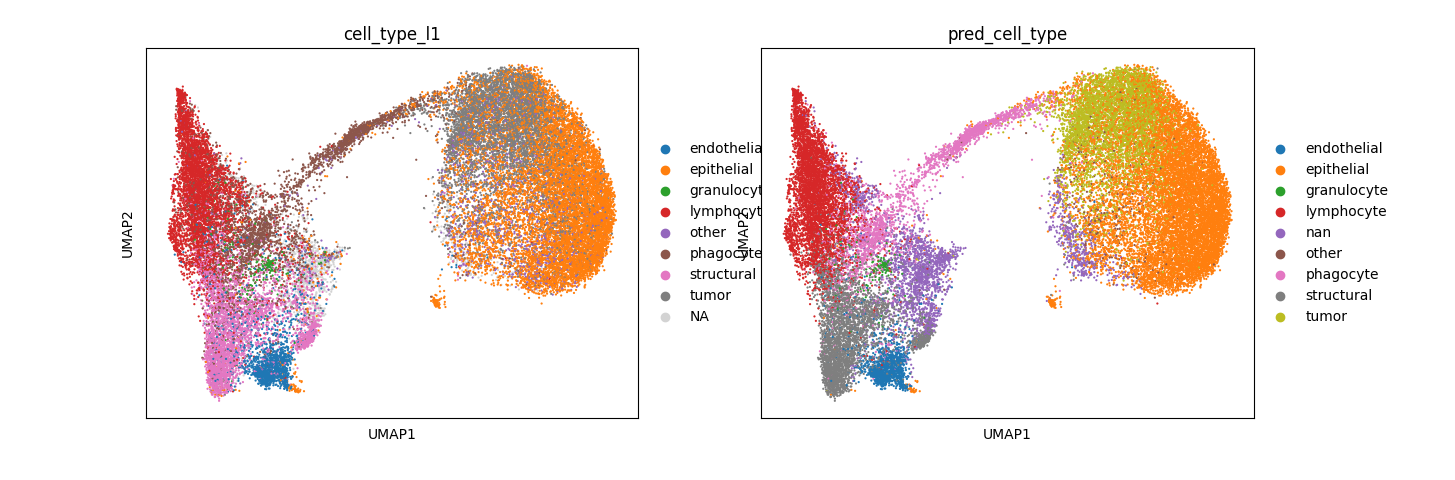 cell_type_l1
pred_cell_type
UMAP2
UMAP1
endothelia
epithelial
granulocyt
lymphocyt
other
phagocyte
structural
tumor
NA
UMAP2
UMAP1
endothelial
epithelial
granulocyte
lymphocyte
nan
other
phagocyte
structural
tumor